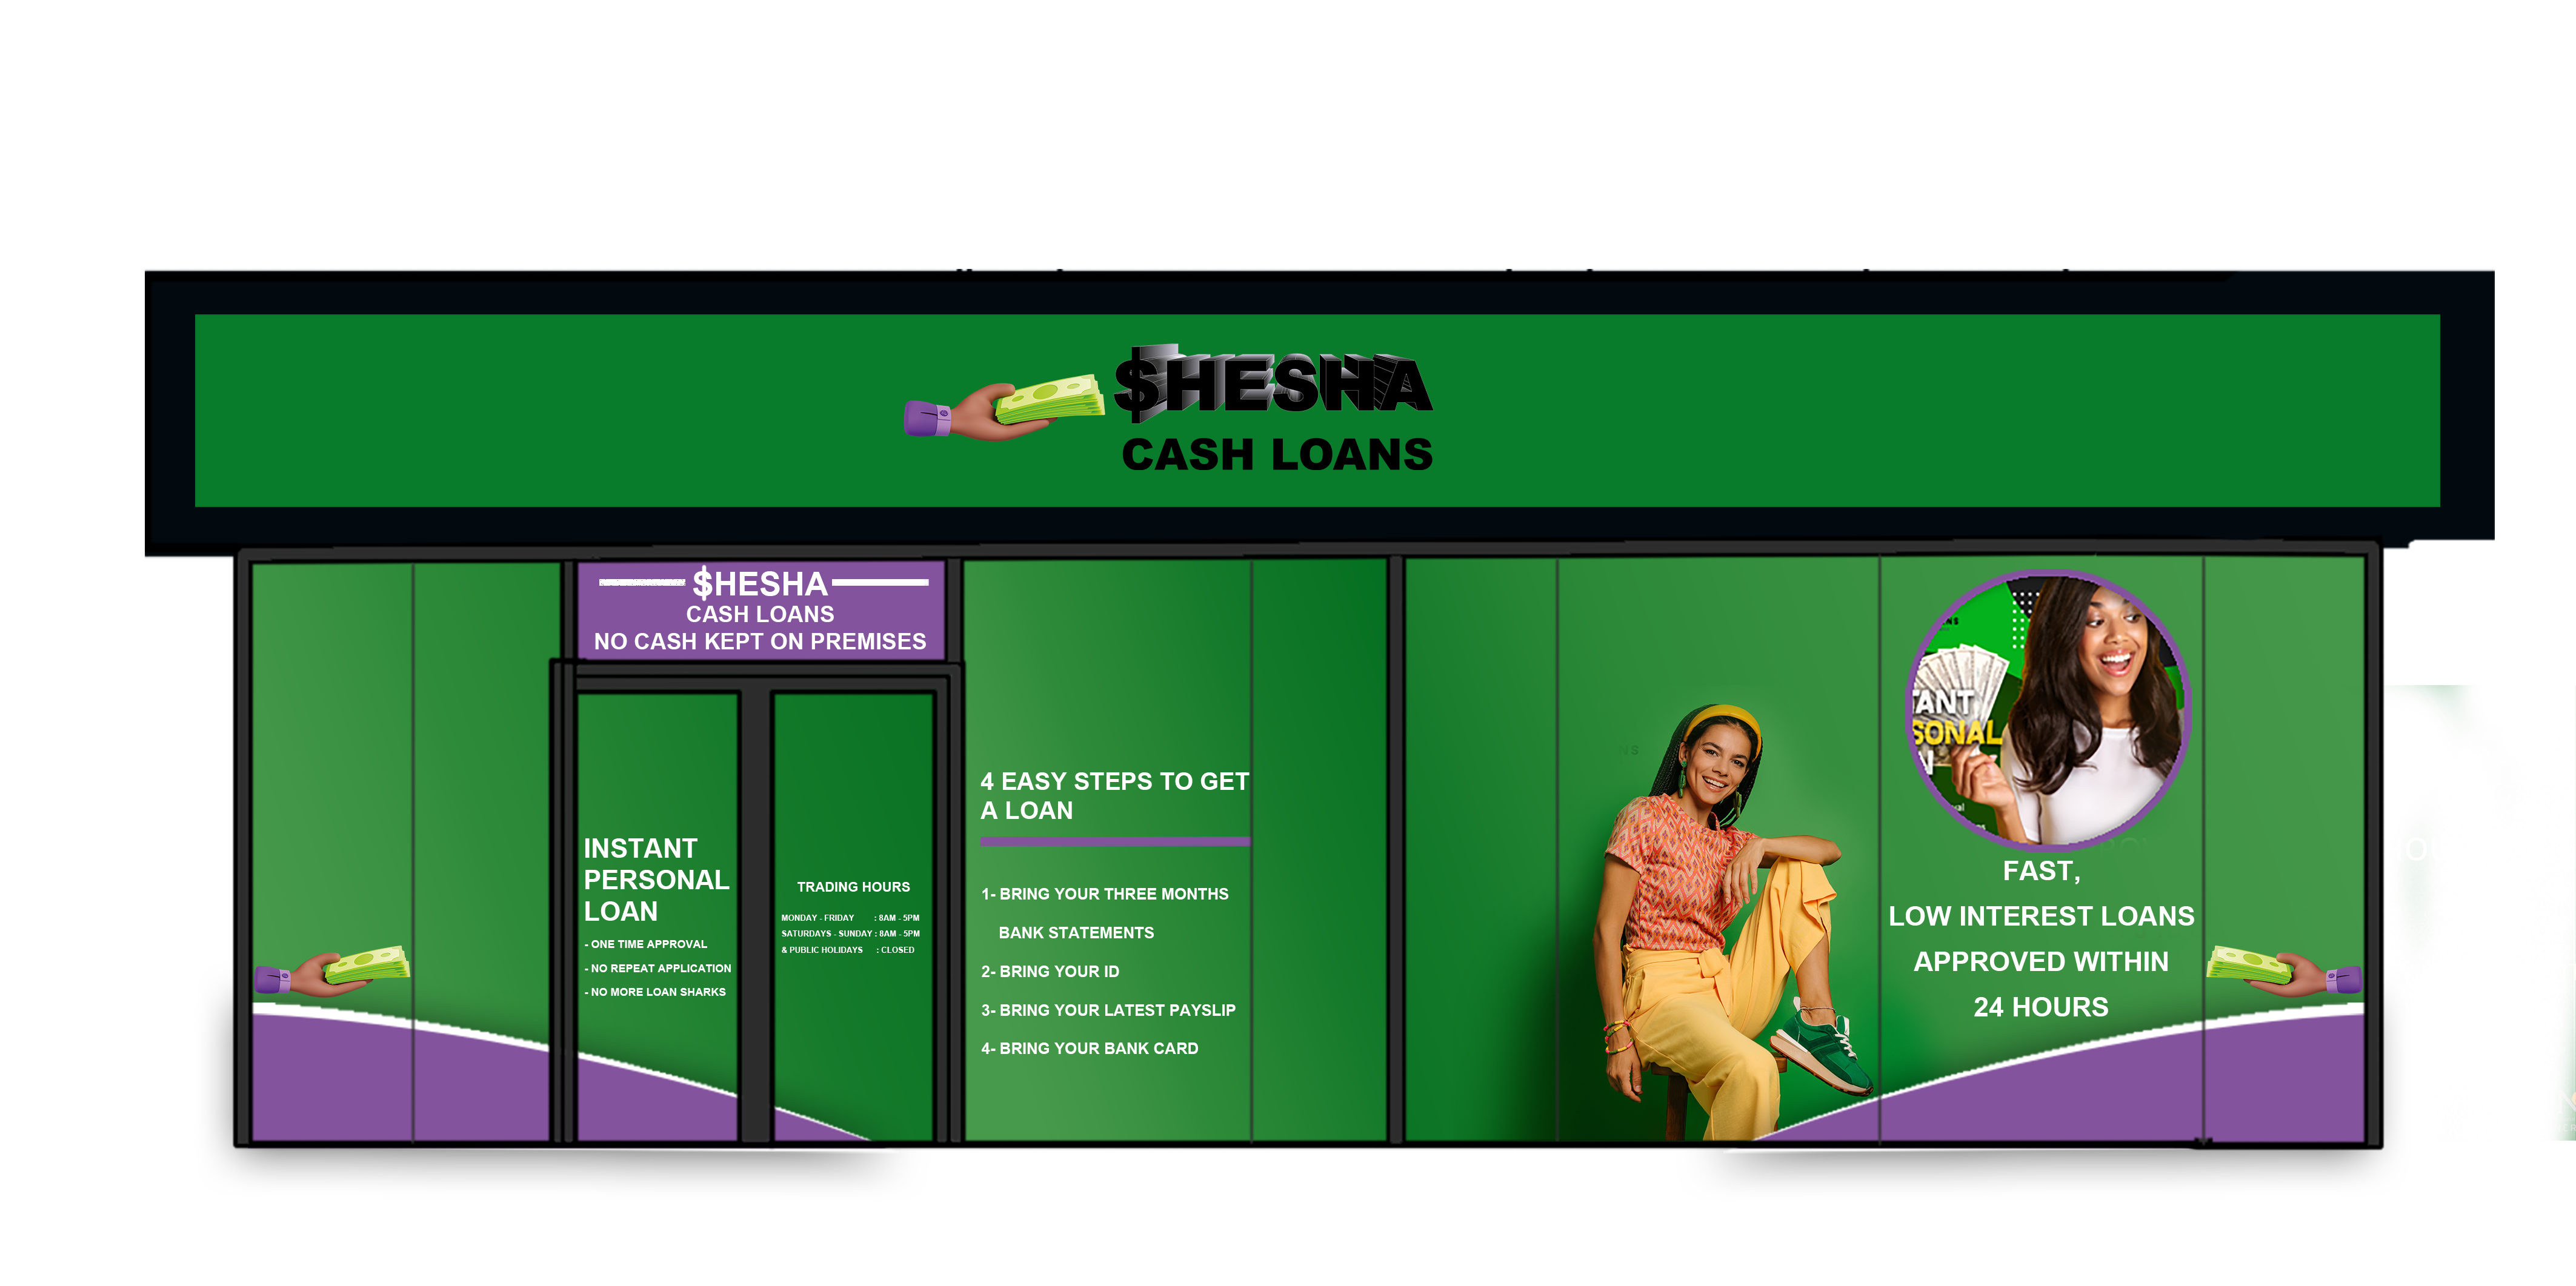 $HESHA
CASH LOANS
$HESHA
CASH LOANS
NO CASH KEPT ON PREMISES
INSTANT
PERSONAL
LOAN
- ONE TIME APPROVAL
- NO REPEAT APPLICATION
- NO MORE LOAN SHARKS
TRADING HOURS
MONDAY - FRIDAY : 8AM - 5PM
SATURDAYS - SUNDAY : 8AM - 5PM
& PUBLIC HOLIDAYS : CLOSED
4 EASY STEPS TO GET
A LOAN
1- BRING YOUR THREE MONTHS
BANK STATEMENTS
2- BRING YOUR ID
3- BRING YOUR LATEST PAYSLIP
4- BRING YOUR BANK CARD
TANT
SONAL
FAST,
LOW INTEREST LOANS
APPROVED WITHIN
24 HOURS